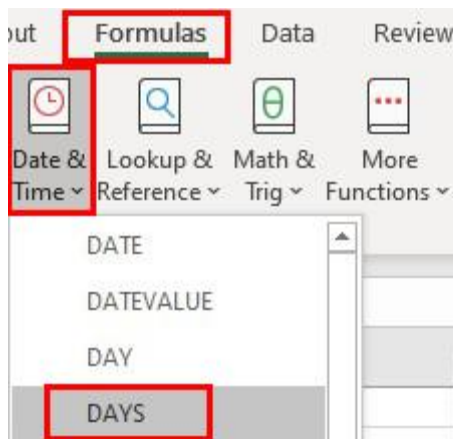 out Formulas Data Review
Date & Lookup & Math & More
Time Reference Trig Functions
DATE
DATEVALUE
DAY
DAYS